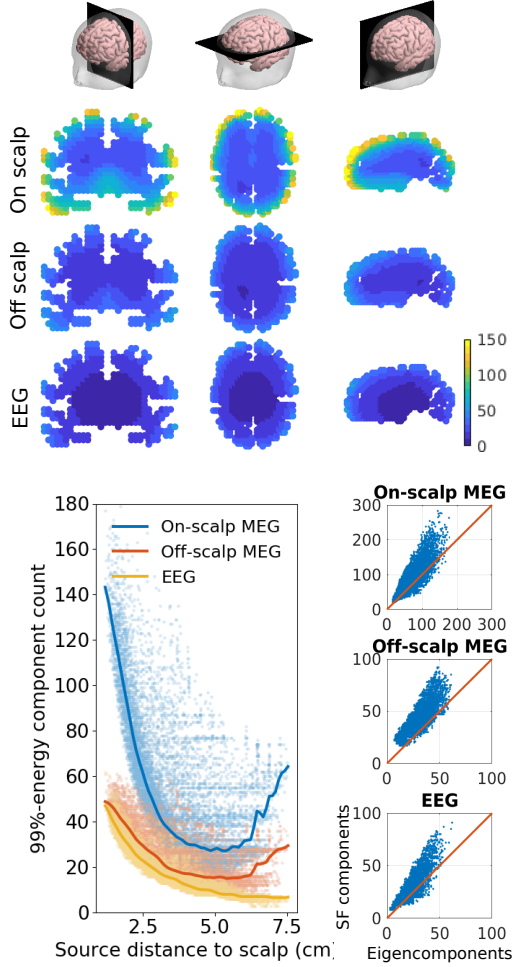 On scalp
Off scalp
EEG
150
100
50
0
180
160
140
120
100
80
60
40
20
0
2.5
5.0
7.5
99%-energy component count
Source distance to scalp (cm)
On-scalp MEG
Off-scalp MEG
EEG
On-scalp MEG
300
200
100
0
0
100
200
300
Off-scalp MEG
100
50
0
0
50
100
EEG
100
50
0
0
50
100
SF components
Eigencomponents